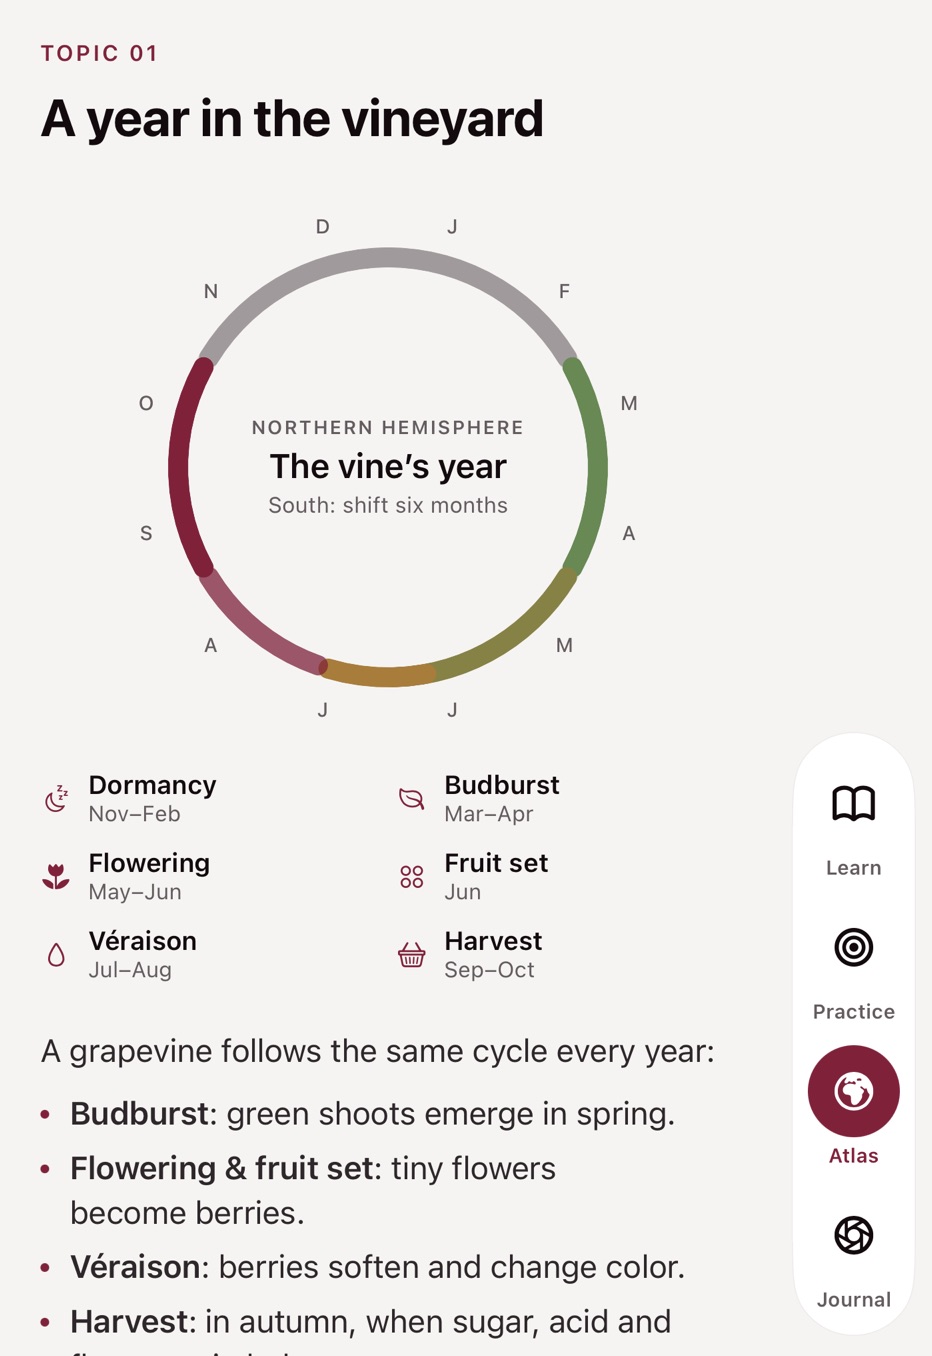 TOPIC 01
A year in the vineyard
D
J
N
F
O
M
NORTHERN HEMISPHERE
The vine’s year
South: shift six months
S
A
A
M
J
J
Dormancy
Nov–Feb
Budburst
Mar–Apr
Flowering
May–Jun
Fruit set
Jun
Véraison
Jul–Aug
Harvest
Sep–Oct
A grapevine follows the same cycle every year:
• Budburst: green shoots emerge in spring.
• Flowering & fruit set: tiny flowers
become berries.
• Véraison: berries soften and change color.
• Harvest: in autumn, when sugar, acid and
Learn
Practice
Atlas
Journal